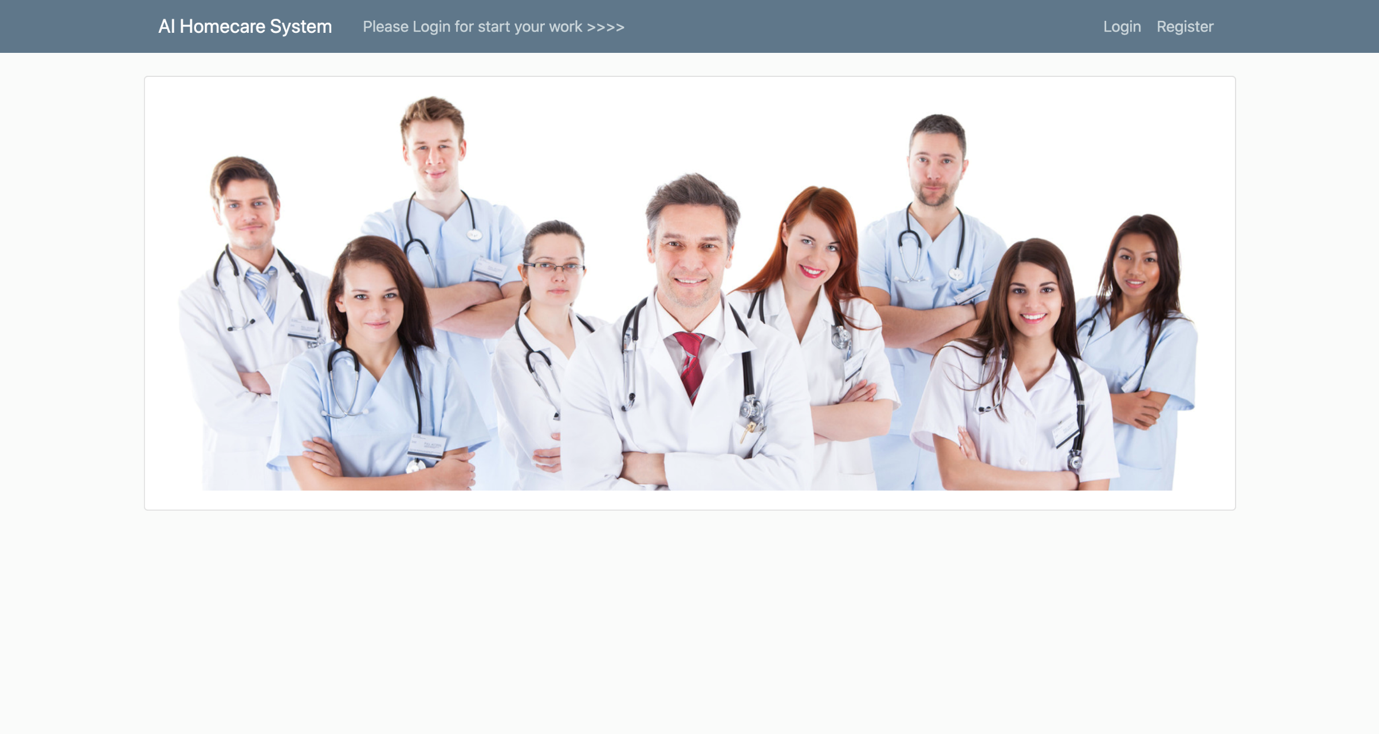 AI Homecare System
Please Login for start your work >>>>
Login
Register